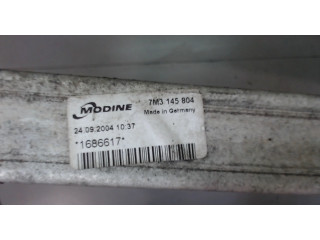 MODINE
7M3 145 804
Made in Germany
24.09.2004 10:37
*1686617*